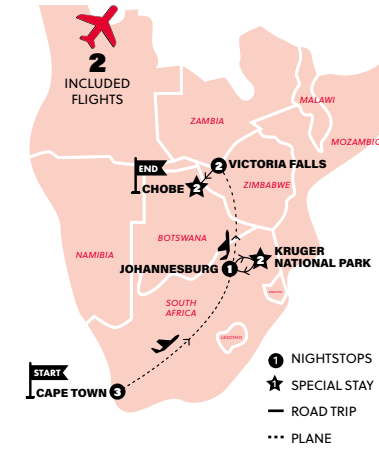 2
INCLUDED
FLIGHTS
MALAWI
ZAMBIA
MOZAMBIQ
END
2 VICTORIA FALLS
CHOBE 2
ZIMBABWE
BOTSWANA
NAMIBIA
KRUGER
2 NATIONAL PARK
JOHANNESBURG 1
SOUTH
AFRICA
LESOTHO
START
CAPE TOWN 3
1 NIGHTSTOPS
1 SPECIAL STAY
ROAD TRIP
PLANE